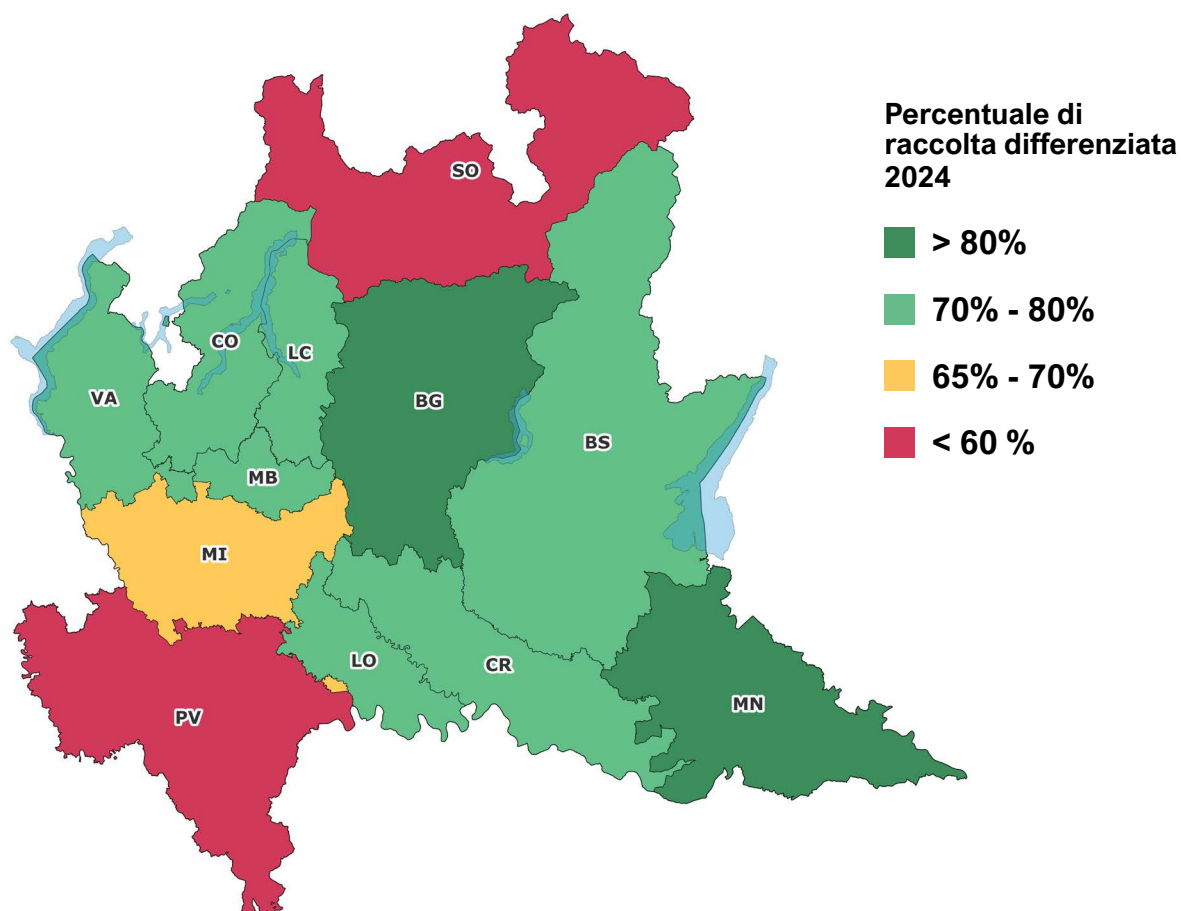 Percentuale di
raccolta differenziata
2024
> 80%
70% - 80%
65% - 70%
< 60 %
SO
CO
LC
VA
BG
BS
MB
MI
LO
CR
MN
PV